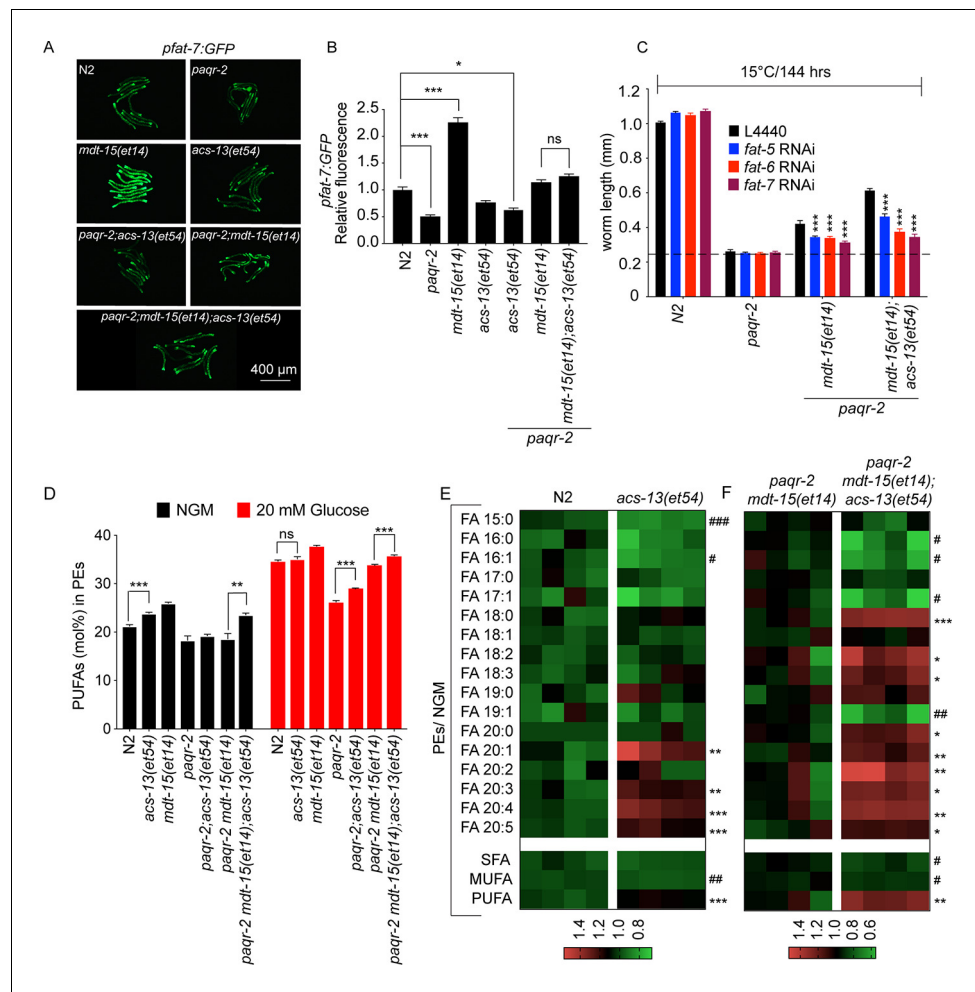 A
pfat-7:GFP
N2
paqr-2
mdt-15(et14)
acs-13(et54)
paqr-2;acs-13(et54)
paqr-2;mdt-15(et14)
paqr-2;mdt-15(et14);acs-13(et54)
400 µm
B
pfat-7:GFP
Relative fluorescence
2.5
2.0
1.5
1.0
0.5
0.0
*
***
***
ns
N2
paqr-2
mdt-15(et14)
acs-13(et54)
acs-13(et54)
mdt-15(et14)
mdt-15(et14);acs-13(et54)
paqr-2
C
15°C/144 hrs
worm length (mm)
1.2
1.0
0.8
0.6
0.4
0.2
0
L4440
fat-5 RNAi
fat-6 RNAi
fat-7 RNAi
***
***
***
***
***
***
N2
paqr-2
mdt-15(et14)
mdt-15(et14);
acs-13(et54)
paqr-2
D
NGM
20 mM Glucose
PUFAs (mol%) in PEs
40
30
20
10
0
***
**
ns
***
***
N2
acs-13(et54)
mdt-15(et14)
paqr-2
paqr-2;acs-13(et54)
paqr-2 mdt-15(et14)
paqr-2 mdt-15(et14);acs-13(et54)
N2
acs-13(et54)
mdt-15(et14)
paqr-2
paqr-2;acs-13(et54)
paqr-2 mdt-15(et14)
paqr-2 mdt-15(et14);acs-13(et54)
E
N2
acs-13(et54)
PEs/ NGM
FA 15:0 ###
FA 16:0
FA 16:1 #
FA 17:0
FA 17:1
FA 18:0
FA 18:1
FA 18:2
FA 18:3
FA 19:0
FA 19:1
FA 20:0
FA 20:1 **
FA 20:2
FA 20:3 **
FA 20:4 ***
FA 20:5 ***
SFA
MUFA ##
PUFA ***
1.4 1.2 1.0 0.8
F
paqr-2
mdt-15(et14)
paqr-2
mdt-15(et14);
acs-13(et54)
#
#
#
***
*
*
##
*
**
**
*
**
*
#
#
**
1.4 1.2 1.0 0.8 0.6